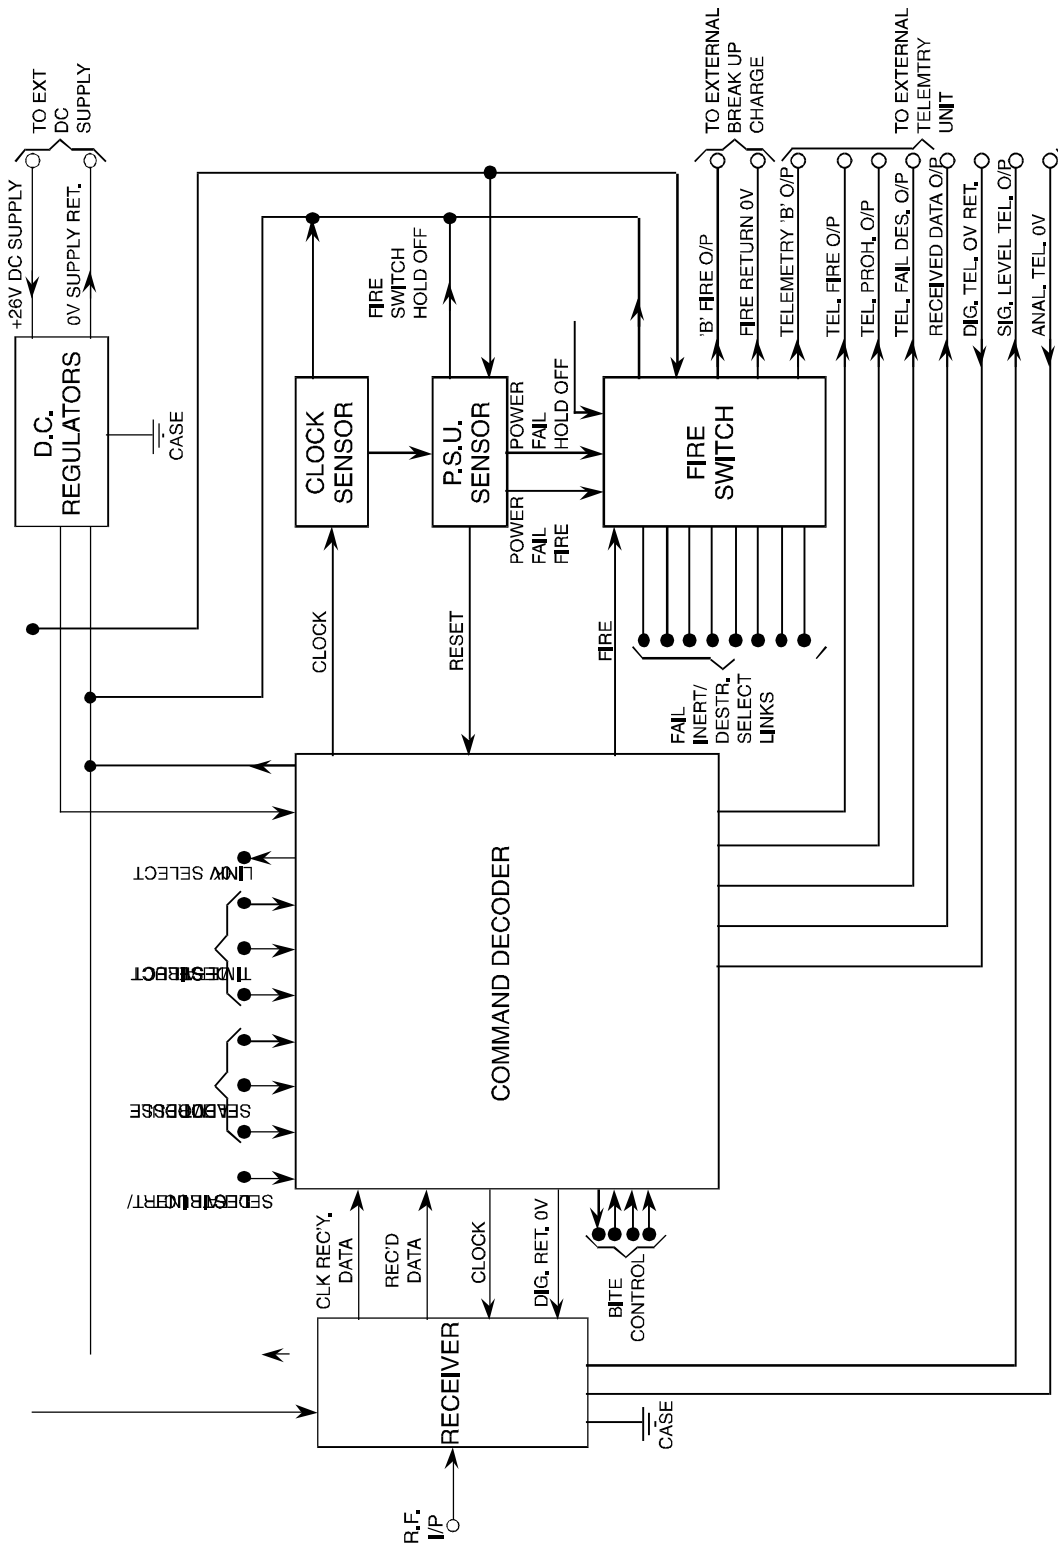 TO EXT
DC
SUPPLY
+26V DC SUPPLY
0V SUPPLY RET.
D.C.
REGULATORS
CASE
CLOCK
SENSOR
P.S.U.
SENSOR
FIRE
SWITCH
HOLD OFF
POWER
FAIL
HOLD OFF
POWER
FAIL
FIRE
FIRE
SWITCH
TO EXTERNAL
BREAK UP
CHARGE
'B' FIRE O/P
FIRE RETURN 0V
TO EXTERNAL
TELEMTRY
UNIT
TELEMETRY 'B' O/P
TEL. FIRE O/P
TEL. PROH. O/P
TEL. FAIL DES. O/P
RECEIVED DATA O/P
DIG. TEL. OV RET.
SIG. LEVEL TEL. O/P
ANAL. TEL. 0V
CLOCK
RESET
FIRE
FAIL
INERT/
DESTR.
SELECT
LINKS
COMMAND DECODER
SELECT
CLK REC'Y.
DATA
REC'D
DATA
CLOCK
DIG. RET. 0V
BITE
CONTROL
RECEIVER
CASE
R.F.
I/P